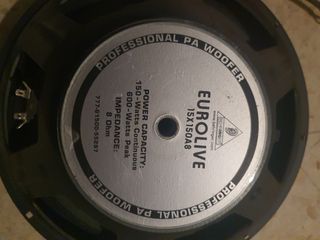 PROFESSIONAL PA WOOFER
EUROLIVE
15X150A8
POWER CAPACITY:
150-Watts Continuous
600-Watts Peak
IMPEDANCE:
8 Ohm
PROFESSIONAL PA WOOFER